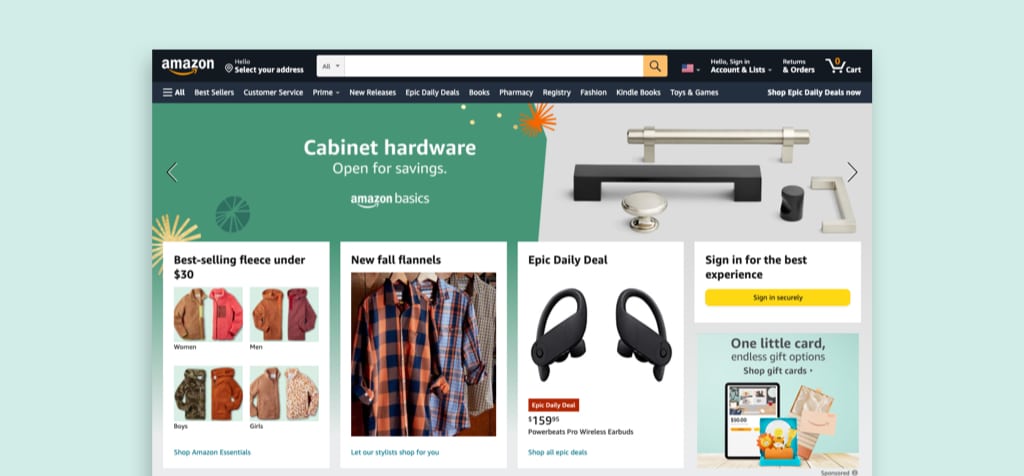 amazon
Hello
Select your address
All
Hello, Sign in
Account & Lists
Returns
& Orders
0
Cart
All
Best Sellers
Customer Service
Prime
New Releases
Epic Daily Deals
Books
Pharmacy
Registry
Fashion
Kindle Books
Toys & Games
Shop Epic Daily Deals now
Cabinet hardware
Open for savings.
amazon basics
Best-selling fleece under
$30
Women
Men
Boys
Girls
Shop Amazon Essentials
New fall flannels
Let our stylists shop for you
Epic Daily Deal
Epic Daily Deal
$15995
Powerbeats Pro Wireless Earbuds
Shop all epic deals
Sign in for the best
experience
Sign in securely
One little card,
endless gift options
Shop gift cards
$50.00
Sponsored